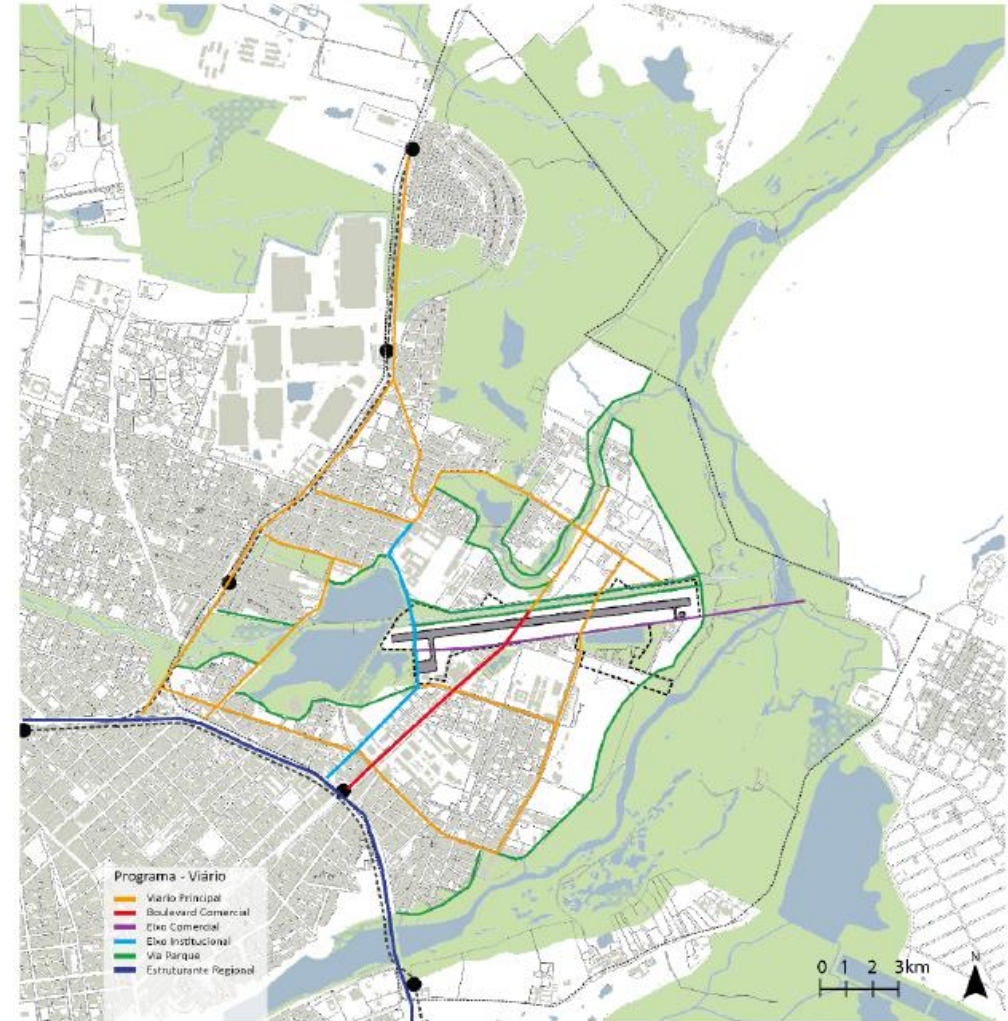 Programa - Viário
Viario Principal
Boulevard Comercial
Eixo Comercial
Eixo Institucional
Via Parque
Estruturante Regional
0 1 2 3km
N